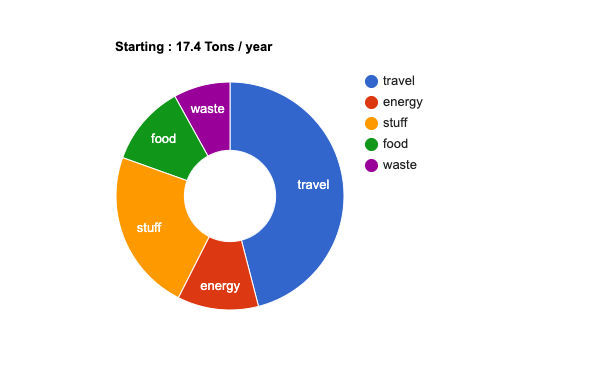 Starting : 17.4 Tons / year
travel
energy
stuff
food
waste
waste
food
travel
stuff
energy